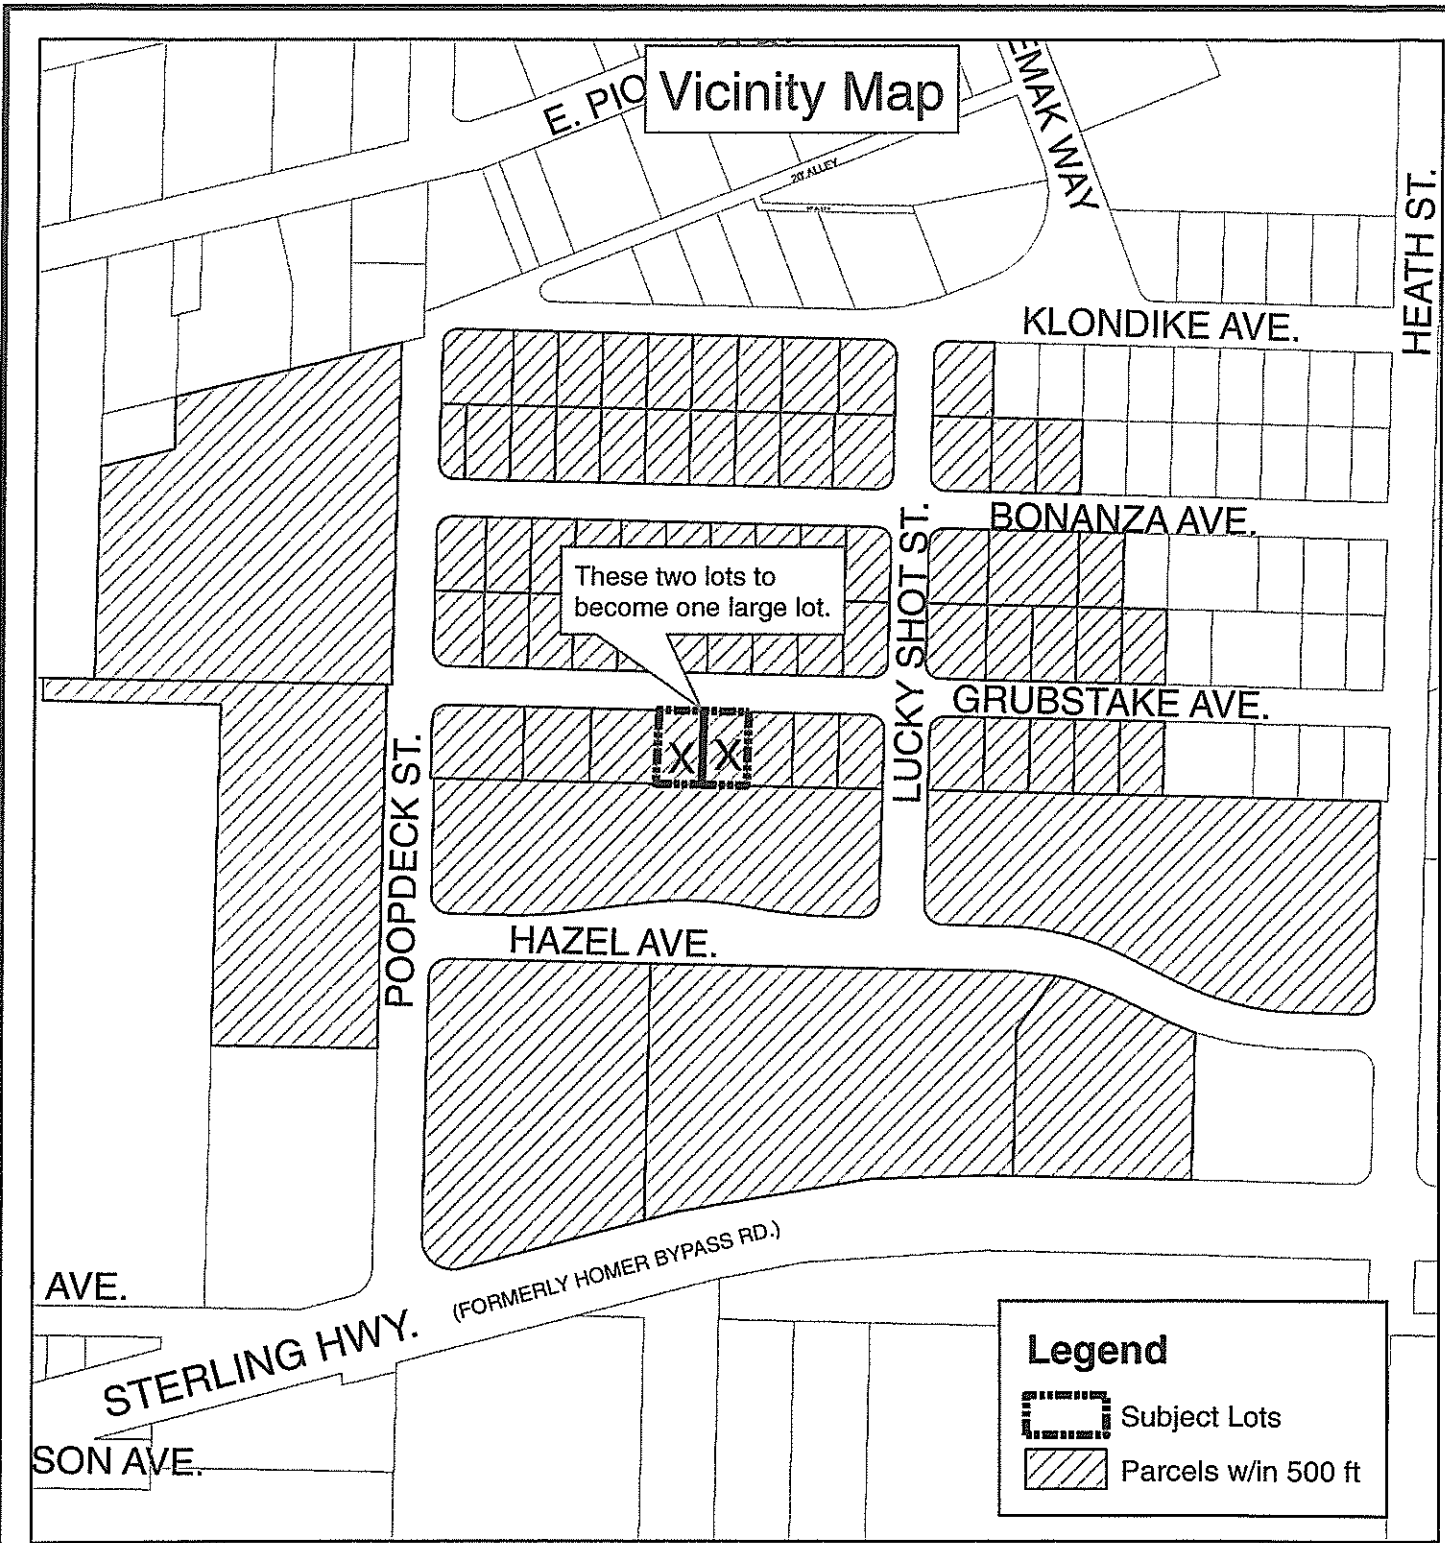 Vicinity Map
E. PIO
EMAK WAY
20' ALLEY
HEATH ST.
KLONDIKE AVE.
BONANZA AVE.
LUCKY SHOT ST.
These two lots to
become one large lot.
GRUBSTAKE AVE.
X X
POOPDECK ST.
HAZEL AVE.
AVE.
STERLING HWY.
(FORMERLY HOMER BYPASS RD.)
SON AVE.
Legend
Subject Lots
Parcels w/in 500 ft